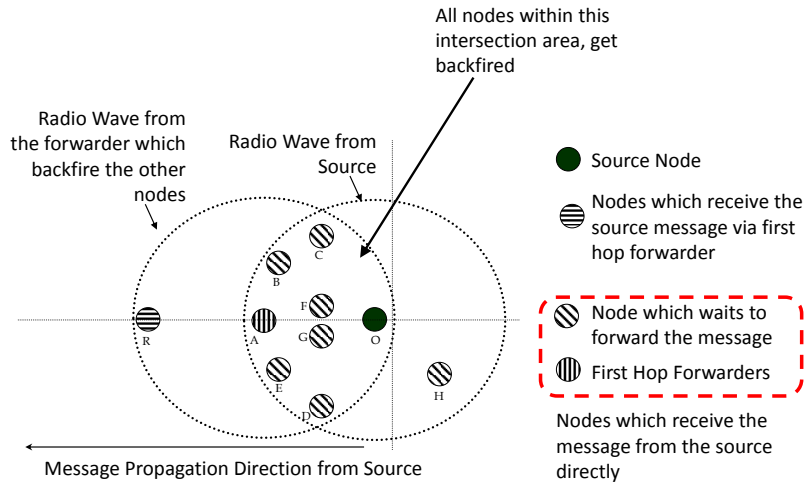 All nodes within this
intersection area, get
backfired
Radio Wave from
the forwarder which
backfire the other
nodes
Radio Wave from
Source
Source Node
Nodes which receive the
source message via first
hop forwarder
Node which waits to
forward the message
First Hop Forwarders
Nodes which receive the
message from the source
directly
C
B
F
R
A
G
O
E
H
D
Message Propagation Direction from Source